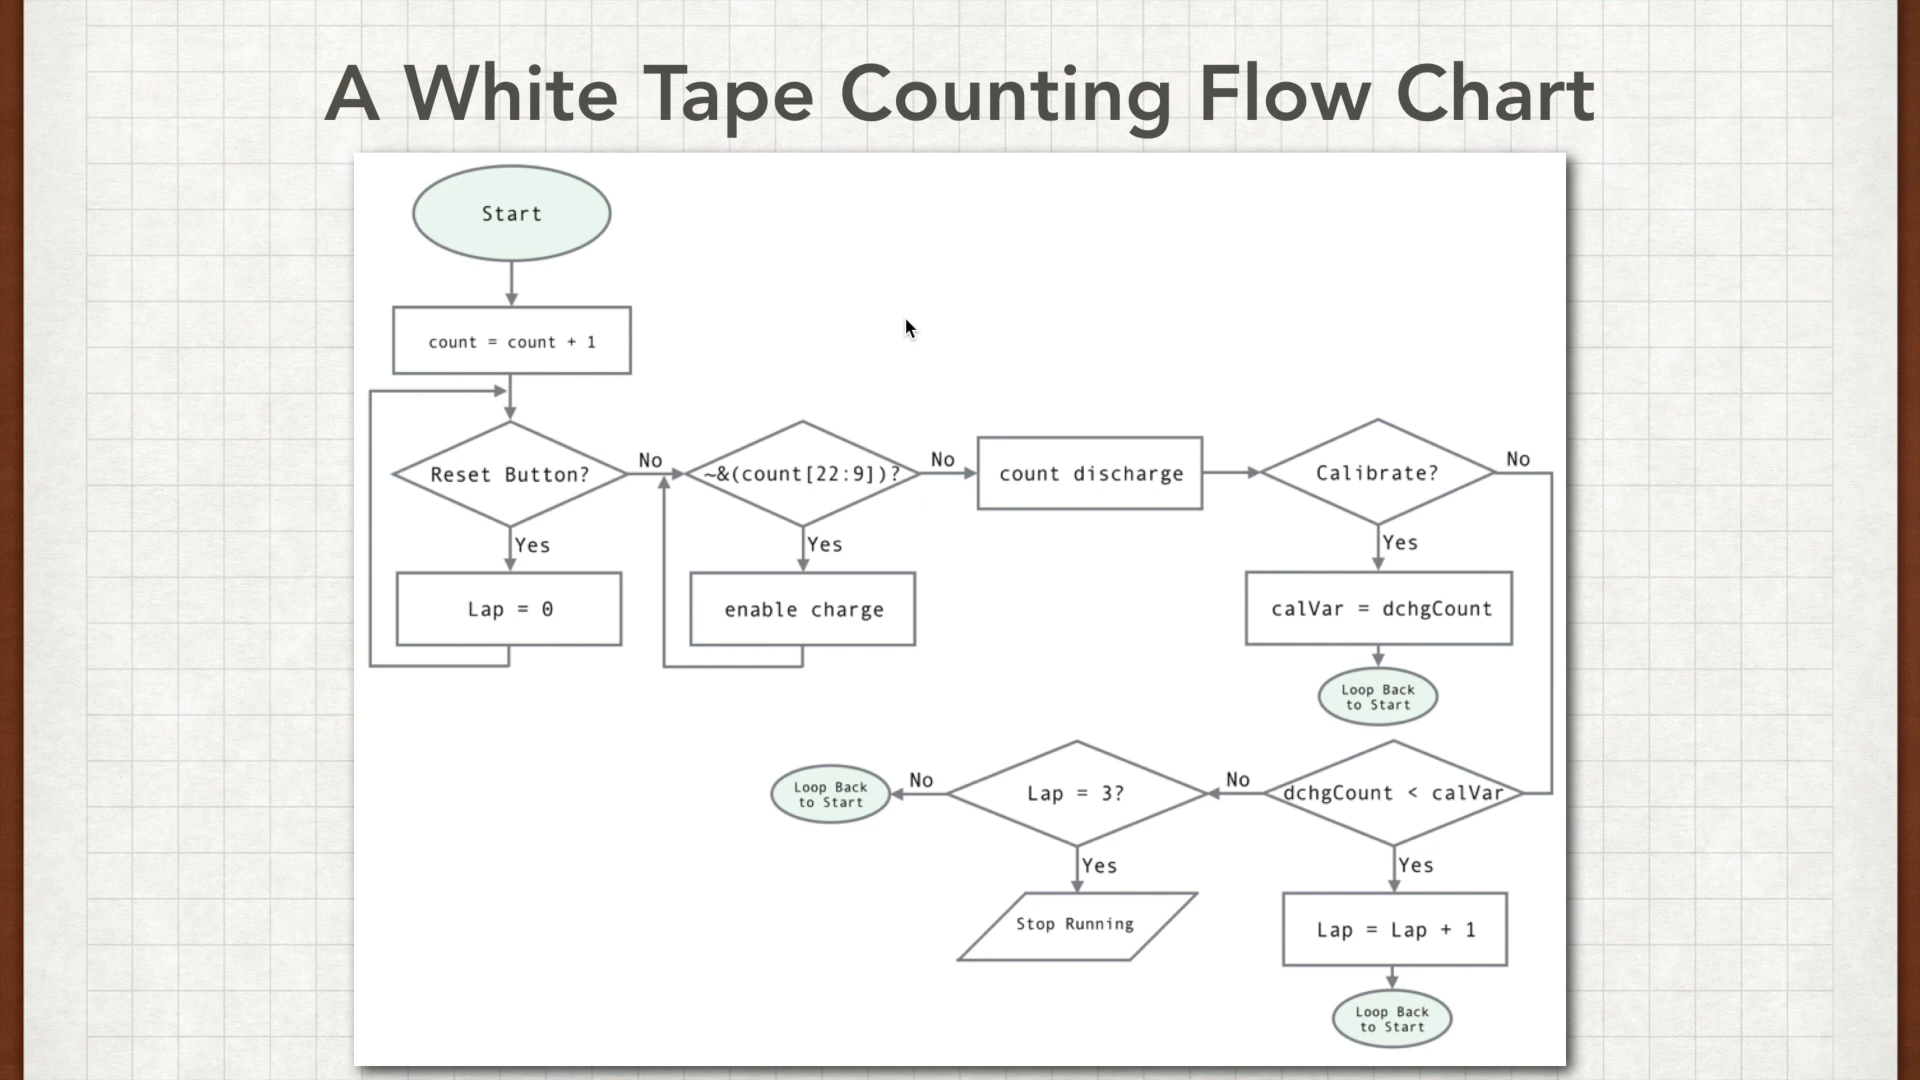 A White Tape Counting Flow Chart
Start
count = count + 1
Reset Button?
No
~&(count[22:9])?
No
count discharge
Calibrate?
No
Yes
Yes
Yes
Lap = 0
enable charge
calVar = dchgCount
Loop Back
to Start
Loop Back
to Start
No
Lap = 3?
No
dchgCount < calVar
Yes
Yes
Stop Running
Lap = Lap + 1
Loop Back
to Start